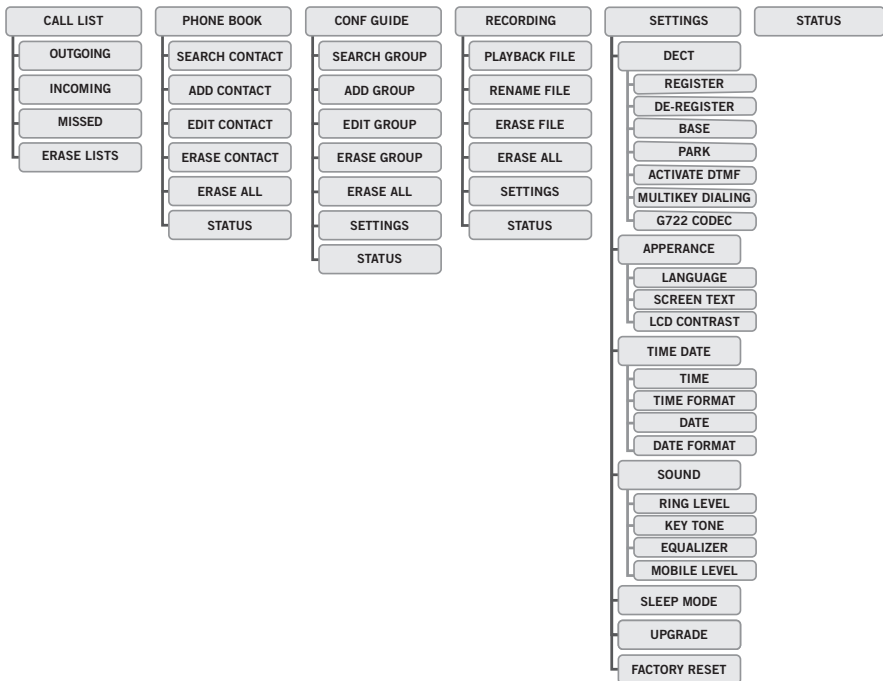 CALL LIST
OUTGOING
INCOMING
MISSED
ERASE LISTS
PHONE BOOK
SEARCH CONTACT
ADD CONTACT
EDIT CONTACT
ERASE CONTACT
ERASE ALL
STATUS
CONF GUIDE
SEARCH GROUP
ADD GROUP
EDIT GROUP
ERASE GROUP
ERASE ALL
SETTINGS
STATUS
RECORDING
PLAYBACK FILE
RENAME FILE
ERASE FILE
ERASE ALL
SETTINGS
STATUS
SETTINGS
DECT
REGISTER
DE-REGISTER
BASE
PARK
ACTIVATE DTMF
MULTIKEY DIALING
G722 CODEC
APPERANCE
LANGUAGE
SCREEN TEXT
LCD CONTRAST
TIME DATE
TIME
TIME FORMAT
DATE
DATE FORMAT
SOUND
RING LEVEL
KEY TONE
EQUALIZER
MOBILE LEVEL
SLEEP MODE
UPGRADE
FACTORY RESET
STATUS